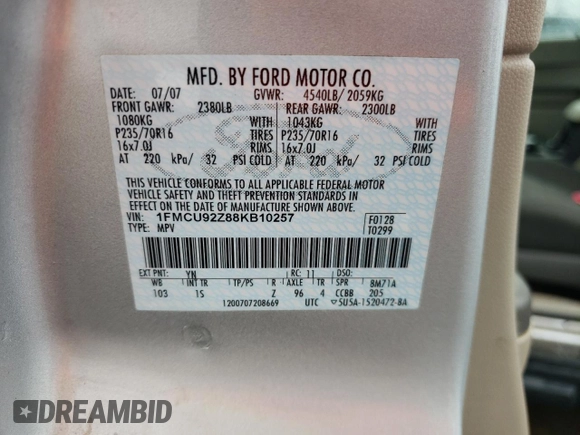 MFD. BY FORD MOTOR CO.
DATE: 07/07 GVWR: 4540LB/ 2059KG
FRONT GAWR: 2380LB REAR GAWR: 2300LB
1080KG WITH 1043KG WITH
P235/70R16 TIRES P235/70R16 TIRES
16x7.0J RIMS 16x7.0J RIMS
AT 220 kPa/ 32 PSI COLD AT 220 kPa/ 32 PSI COLD
THIS VEHICLE CONFORMS TO ALL APPLICABLE FEDERAL MOTOR
VEHICLE SAFETY AND THEFT PREVENTION STANDARDS IN
EFFECT ON THE DATE OF MANUFACTURE SHOWN ABOVE.
VIN: 1FMCU92Z88KB10257 F0128
TYPE: MPV T0299
EXT PNT: YN RC: 11 DSO:
WB INT TR TP/PS R AXLE TR SPR BM71A
103 1S Z 96 4 CCBB 205
1200707208669 UTC ▽5U5A-1520472-BA
Ford
DREAMBID